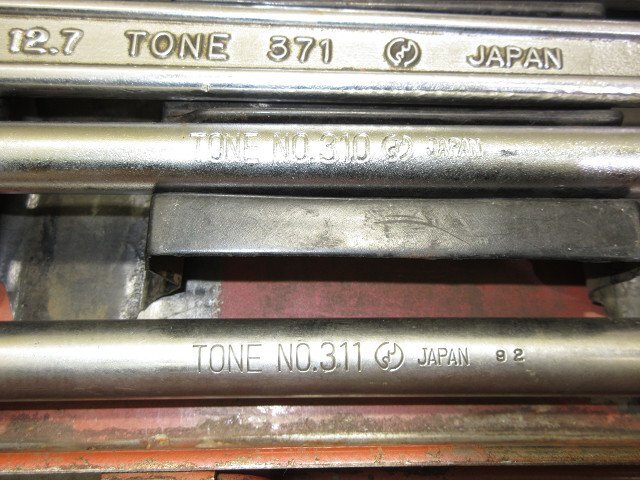 12.7 TONE 371 JAPAN
TONE NO.310 JAPAN
TONE NO.311 JAPAN 92